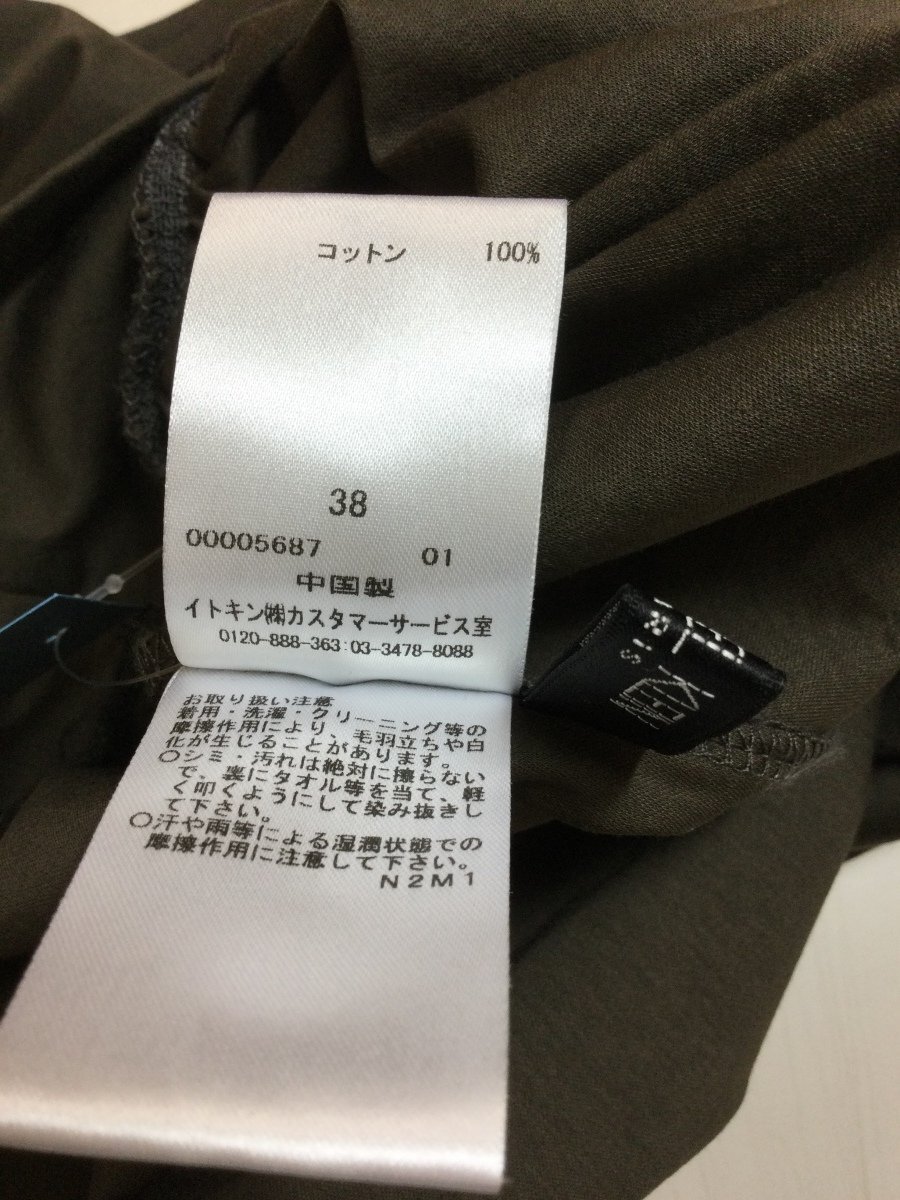 コットン 100%
38
00005687 01
中国製
イトキン㈱カスタマーサービス室
0120-888-363:03-3478-8088
お取り扱い注意
着用・洗濯・クリーニング等の
摩擦作用により、毛羽立ちや白
化が生じることがあります。
○シミ・汚れは絶対に擦らない
で、裏にタオル等を当て、軽
く叩くようにして染み抜きし
て下さい。
○汗や雨等による湿潤状態での
摩擦作用に注意して下さい。
N2M1